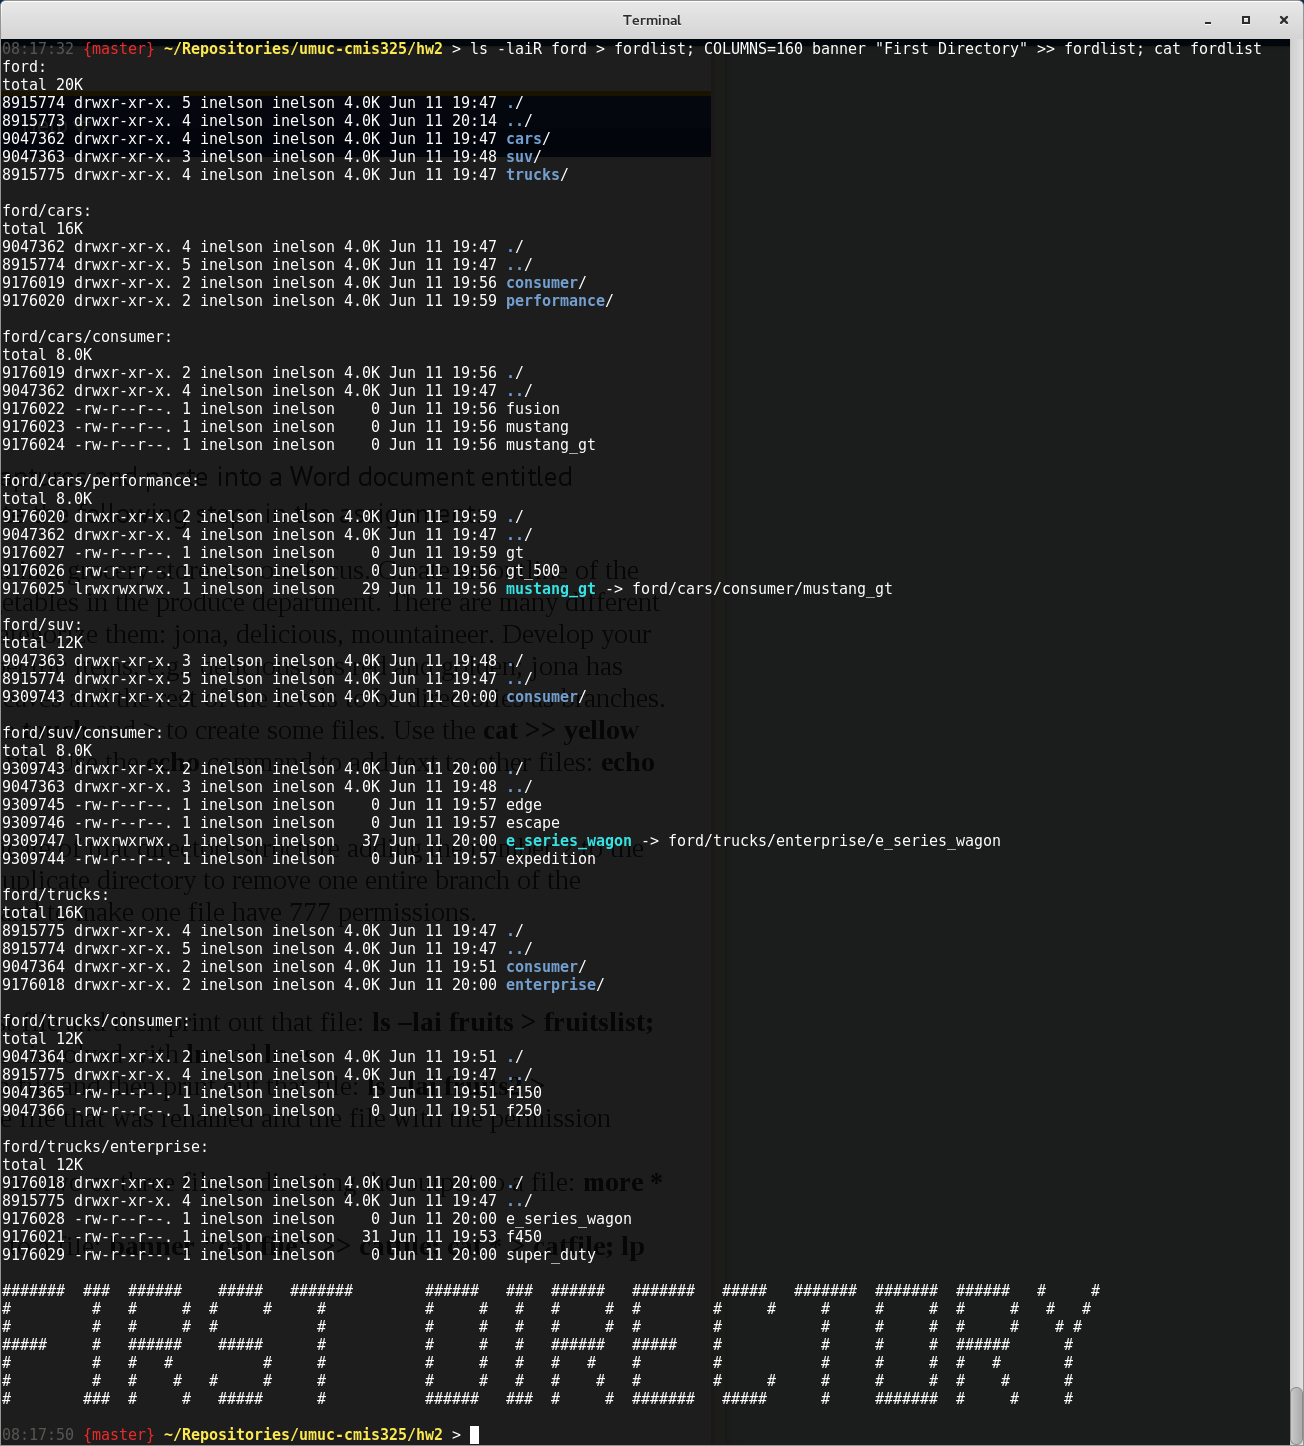 Terminal
08:17:32 {master} ~/Repositories/umuc-cmis325/hw2 > ls -laiR ford > fordlist; COLUMNS=160 banner "First Directory" >> fordlist; cat fordlist
ford:
total 20K
8915774 drwxr-xr-x. 5 inelson inelson 4.0K Jun 11 19:47 ./
8915773 drwxr-xr-x. 4 inelson inelson 4.0K Jun 11 20:14 ../
9047362 drwxr-xr-x. 4 inelson inelson 4.0K Jun 11 19:47 cars/
9047363 drwxr-xr-x. 3 inelson inelson 4.0K Jun 11 19:48 suv/
8915775 drwxr-xr-x. 4 inelson inelson 4.0K Jun 11 19:47 trucks/
ford/cars:
total 16K
9047362 drwxr-xr-x. 4 inelson inelson 4.0K Jun 11 19:47 ./
8915774 drwxr-xr-x. 5 inelson inelson 4.0K Jun 11 19:47 ../
9176019 drwxr-xr-x. 2 inelson inelson 4.0K Jun 11 19:56 consumer/
9176020 drwxr-xr-x. 2 inelson inelson 4.0K Jun 11 19:59 performance/
ford/cars/consumer:
total 8.0K
9176019 drwxr-xr-x. 2 inelson inelson 4.0K Jun 11 19:56 ./
9047362 drwxr-xr-x. 4 inelson inelson 4.0K Jun 11 19:47 ../
9176022 -rw-r--r--. 1 inelson inelson    0 Jun 11 19:56 fusion
9176023 -rw-r--r--. 1 inelson inelson    0 Jun 11 19:56 mustang
9176024 -rw-r--r--. 1 inelson inelson    0 Jun 11 19:56 mustang_gt
ford/cars/performance:
total 8.0K
9176020 drwxr-xr-x. 2 inelson inelson 4.0K Jun 11 19:59 ./
9047362 drwxr-xr-x. 4 inelson inelson 4.0K Jun 11 19:47 ../
9176027 -rw-r--r--. 1 inelson inelson    0 Jun 11 19:59 gt
9176026 -rw-r--r--. 1 inelson inelson    0 Jun 11 19:56 gt_500
9176025 lrwxrwxrwx. 1 inelson inelson   29 Jun 11 19:56 mustang_gt -> ford/cars/consumer/mustang_gt
ford/suv:
total 12K
9047363 drwxr-xr-x. 3 inelson inelson 4.0K Jun 11 19:48 ./
8915774 drwxr-xr-x. 5 inelson inelson 4.0K Jun 11 19:47 ../
9309743 drwxr-xr-x. 2 inelson inelson 4.0K Jun 11 20:00 consumer/
ford/suv/consumer:
total 8.0K
9309743 drwxr-xr-x. 2 inelson inelson 4.0K Jun 11 20:00 ./
9047363 drwxr-xr-x. 3 inelson inelson 4.0K Jun 11 19:48 ../
9309745 -rw-r--r--. 1 inelson inelson    0 Jun 11 19:57 edge
9309746 -rw-r--r--. 1 inelson inelson    0 Jun 11 19:57 escape
9309747 lrwxrwxrwx. 1 inelson inelson   37 Jun 11 20:00 e_series_wagon -> ford/trucks/enterprise/e_series_wagon
9309744 -rw-r--r--. 1 inelson inelson    0 Jun 11 19:57 expedition
ford/trucks:
total 16K
8915775 drwxr-xr-x. 4 inelson inelson 4.0K Jun 11 19:47 ./
8915774 drwxr-xr-x. 5 inelson inelson 4.0K Jun 11 19:47 ../
9047364 drwxr-xr-x. 2 inelson inelson 4.0K Jun 11 19:51 consumer/
9176018 drwxr-xr-x. 2 inelson inelson 4.0K Jun 11 20:00 enterprise/
ford/trucks/consumer:
total 12K
9047364 drwxr-xr-x. 2 inelson inelson 4.0K Jun 11 19:51 ./
8915775 drwxr-xr-x. 4 inelson inelson 4.0K Jun 11 19:47 ../
9047365 -rw-r--r--. 1 inelson inelson    5 Jun 11 19:51 f150
9047366 -rw-r--r--. 1 inelson inelson    0 Jun 11 19:51 f250
ford/trucks/enterprise:
total 12K
9176018 drwxr-xr-x. 2 inelson inelson 4.0K Jun 11 20:00 ./
8915775 drwxr-xr-x. 4 inelson inelson 4.0K Jun 11 19:47 ../
9176028 -rw-r--r--. 1 inelson inelson    0 Jun 11 20:00 e_series_wagon
9176021 -rw-r--r--. 1 inelson inelson   31 Jun 11 19:53 f450
9176029 -rw-r--r--. 1 inelson inelson    0 Jun 11 20:00 super_duty
FIRST DIRECTORY
08:17:50 {master} ~/Repositories/umuc-cmis325/hw2 >